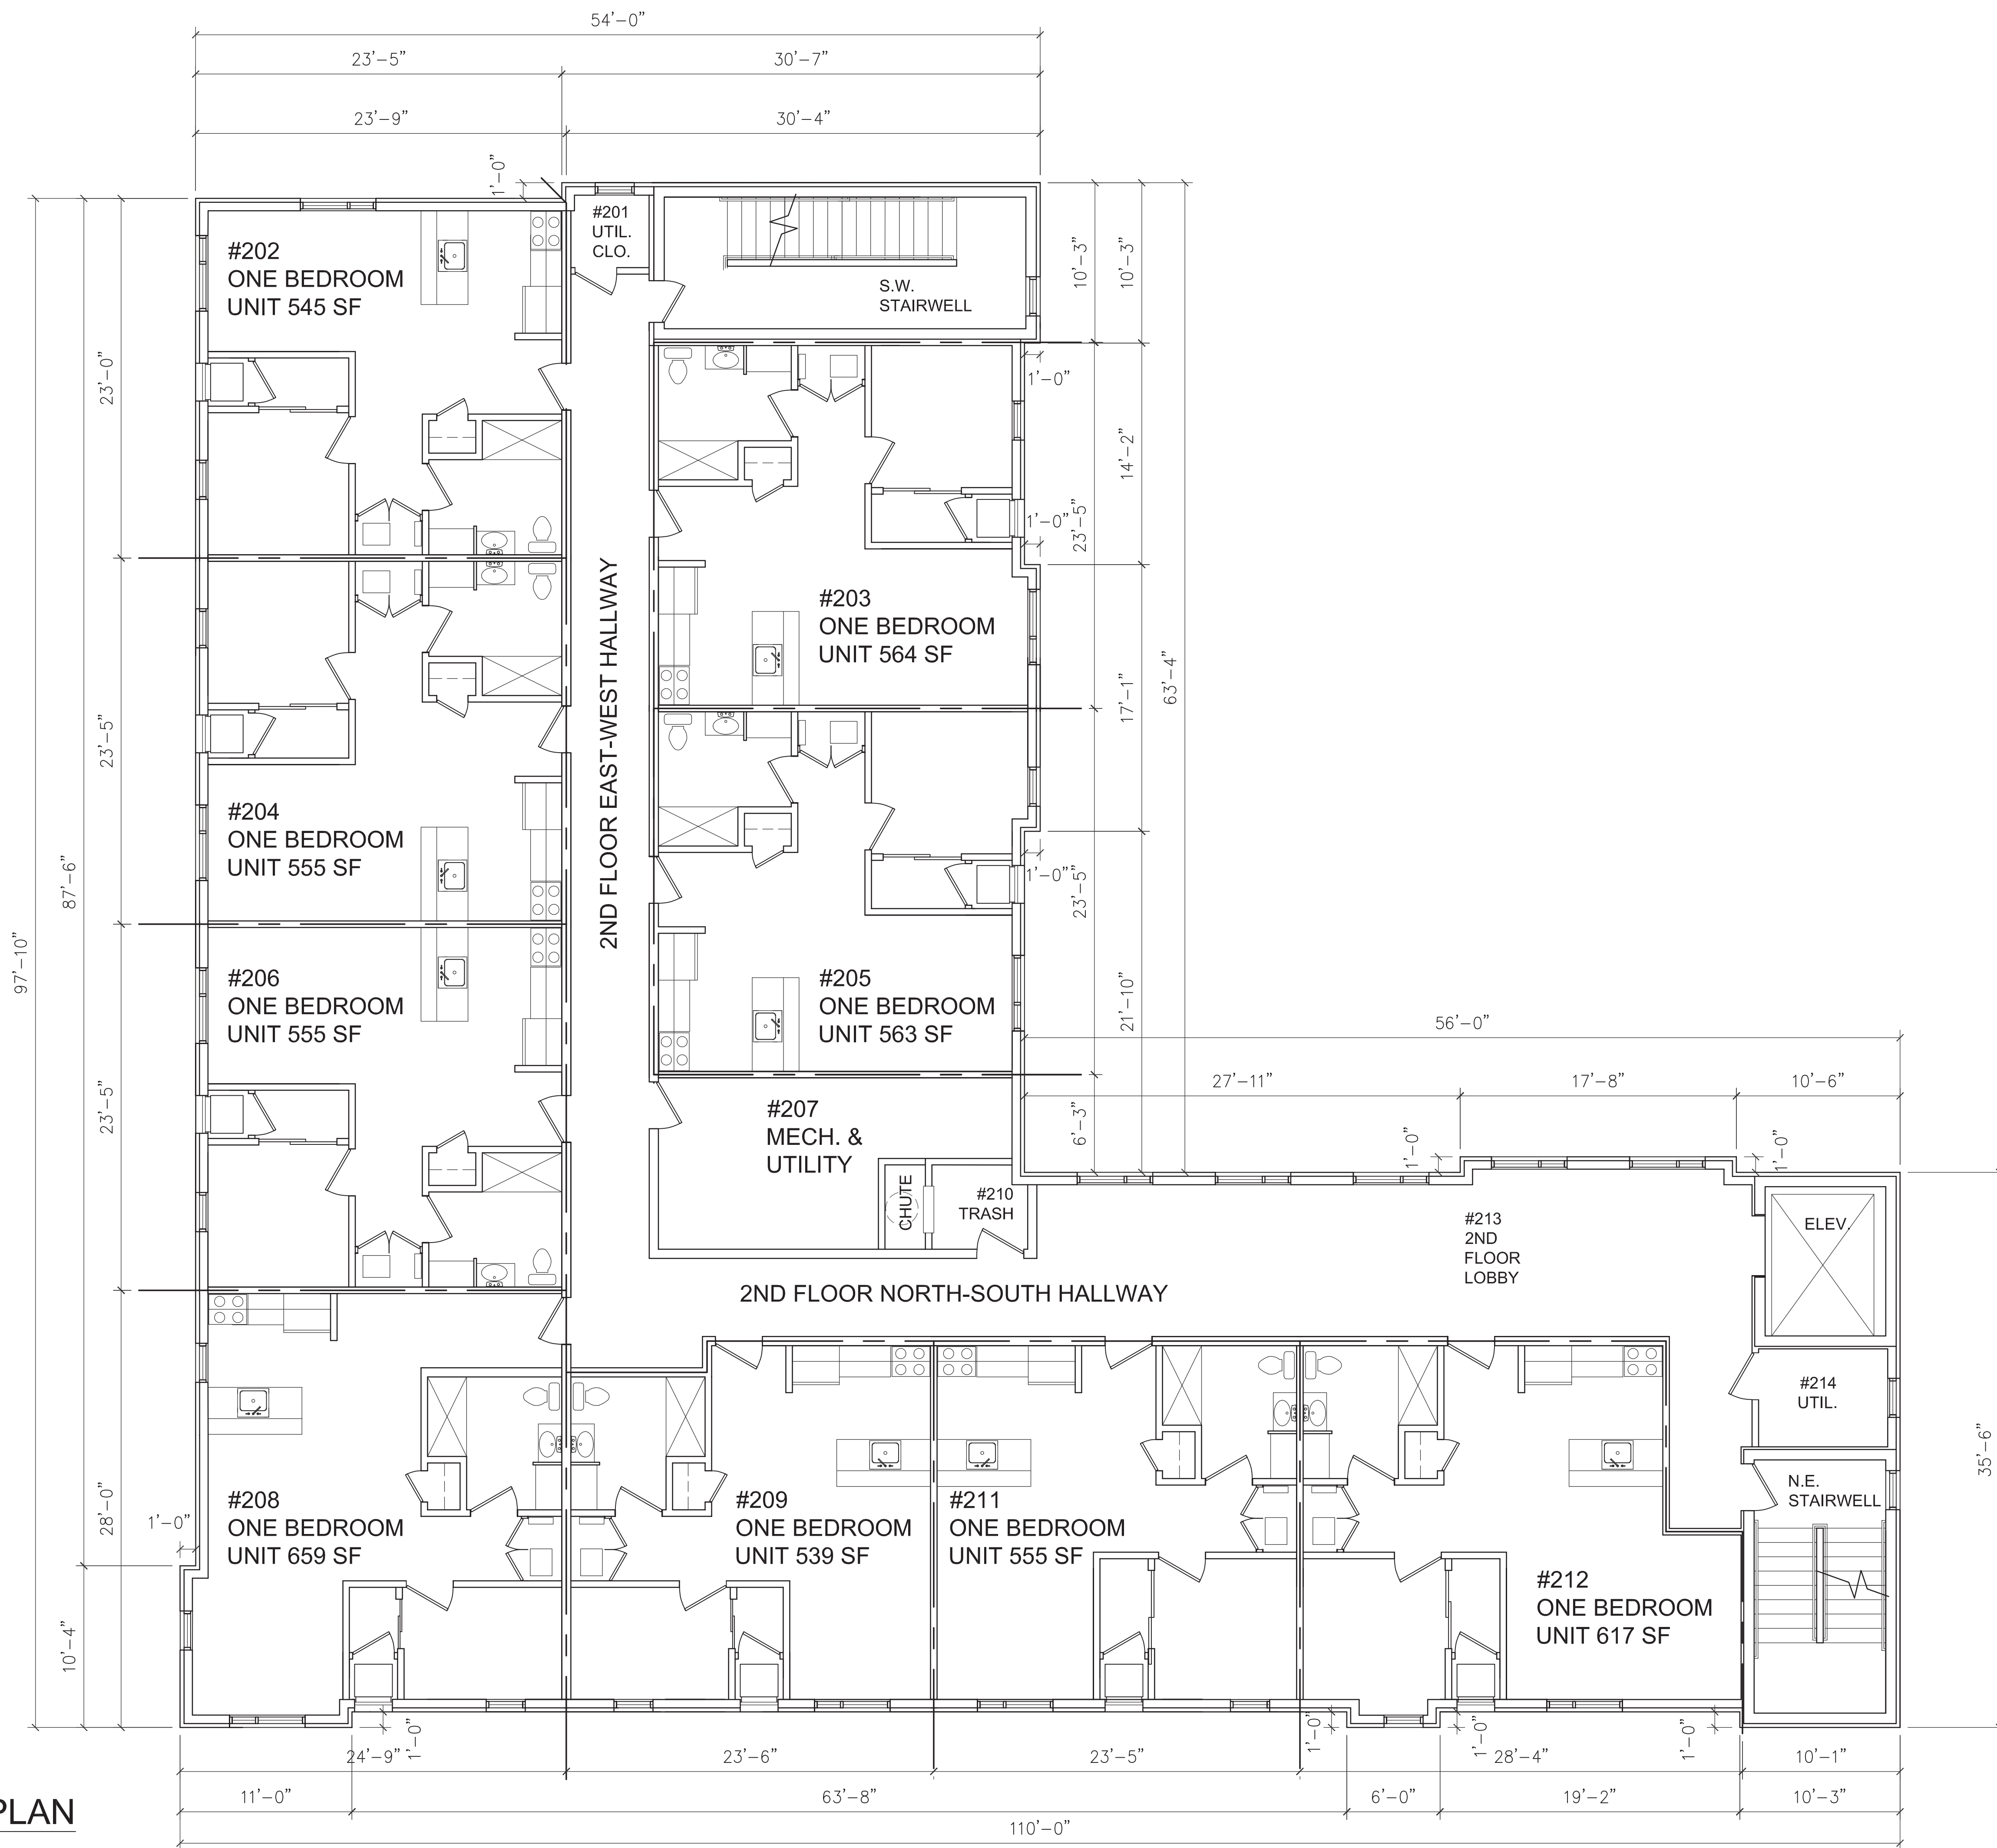 54’-0”
23’-5”
30’-7”
23’-9”
30’-4”
1’-0”
#201
UTIL.
CLO.
#202
ONE BEDROOM
UNIT 545 SF
S.W.
STAIRWELL
10’-3”
10’-3”
23’-0”
1’-0”
14’-2”
1’-0”
23’-5”
2ND FLOOR EAST-WEST HALLWAY
#203
ONE BEDROOM
UNIT 564 SF
17’-1”
63’-4”
23’-5”
#204
ONE BEDROOM
UNIT 555 SF
87’-6”
97’-10”
1’-0”
23’-5”
#206
ONE BEDROOM
UNIT 555 SF
#205
ONE BEDROOM
UNIT 563 SF
21’-10”
56’-0”
27’-11”
17’-8”
10’-6”
23’-5”
#207
MECH. &
UTILITY
6’-3”
1’-0”
1’-0”
CHUTE
#210
TRASH
#213
2ND
FLOOR
LOBBY
ELEV.
2ND FLOOR NORTH-SOUTH HALLWAY
#214
UTIL.
35’-6”
28’-0”
1’-0”
#208
ONE BEDROOM
UNIT 659 SF
#209
ONE BEDROOM
UNIT 539 SF
#211
ONE BEDROOM
UNIT 555 SF
N.E.
STAIRWELL
#212
ONE BEDROOM
UNIT 617 SF
10’-4”
1’-0”
1’-0”
1’-0”
1’-0”
24’-9”
23’-6”
23’-5”
28’-4”
10’-1”
11’-0”
63’-8”
6’-0”
19’-2”
10’-3”
110’-0”
PLAN